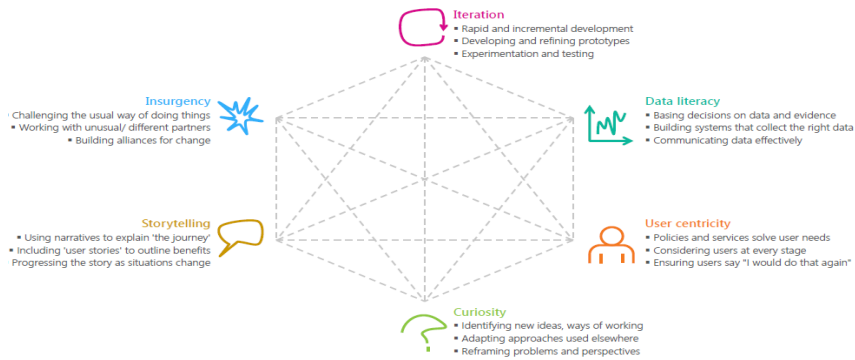 Iteration
▪ Rapid and incremental development
▪ Developing and refining prototypes
▪ Experimentation and testing
Insurgency
Challenging the usual way of doing things
▪ Working with unusual/ different partners
▪ Building alliances for change
Data literacy
▪ Basing decisions on data and evidence
▪ Building systems that collect the right data
▪ Communicating data effectively
Storytelling
▪ Using narratives to explain 'the journey'
▪ Including 'user stories' to outline benefits
Progressing the story as situations change
User centricity
▪ Policies and services solve user needs
▪ Considering users at every stage
▪ Ensuring users say "I would do that again"
Curiosity
▪ Identifying new ideas, ways of working
▪ Adapting approaches used elsewhere
▪ Reframing problems and perspectives